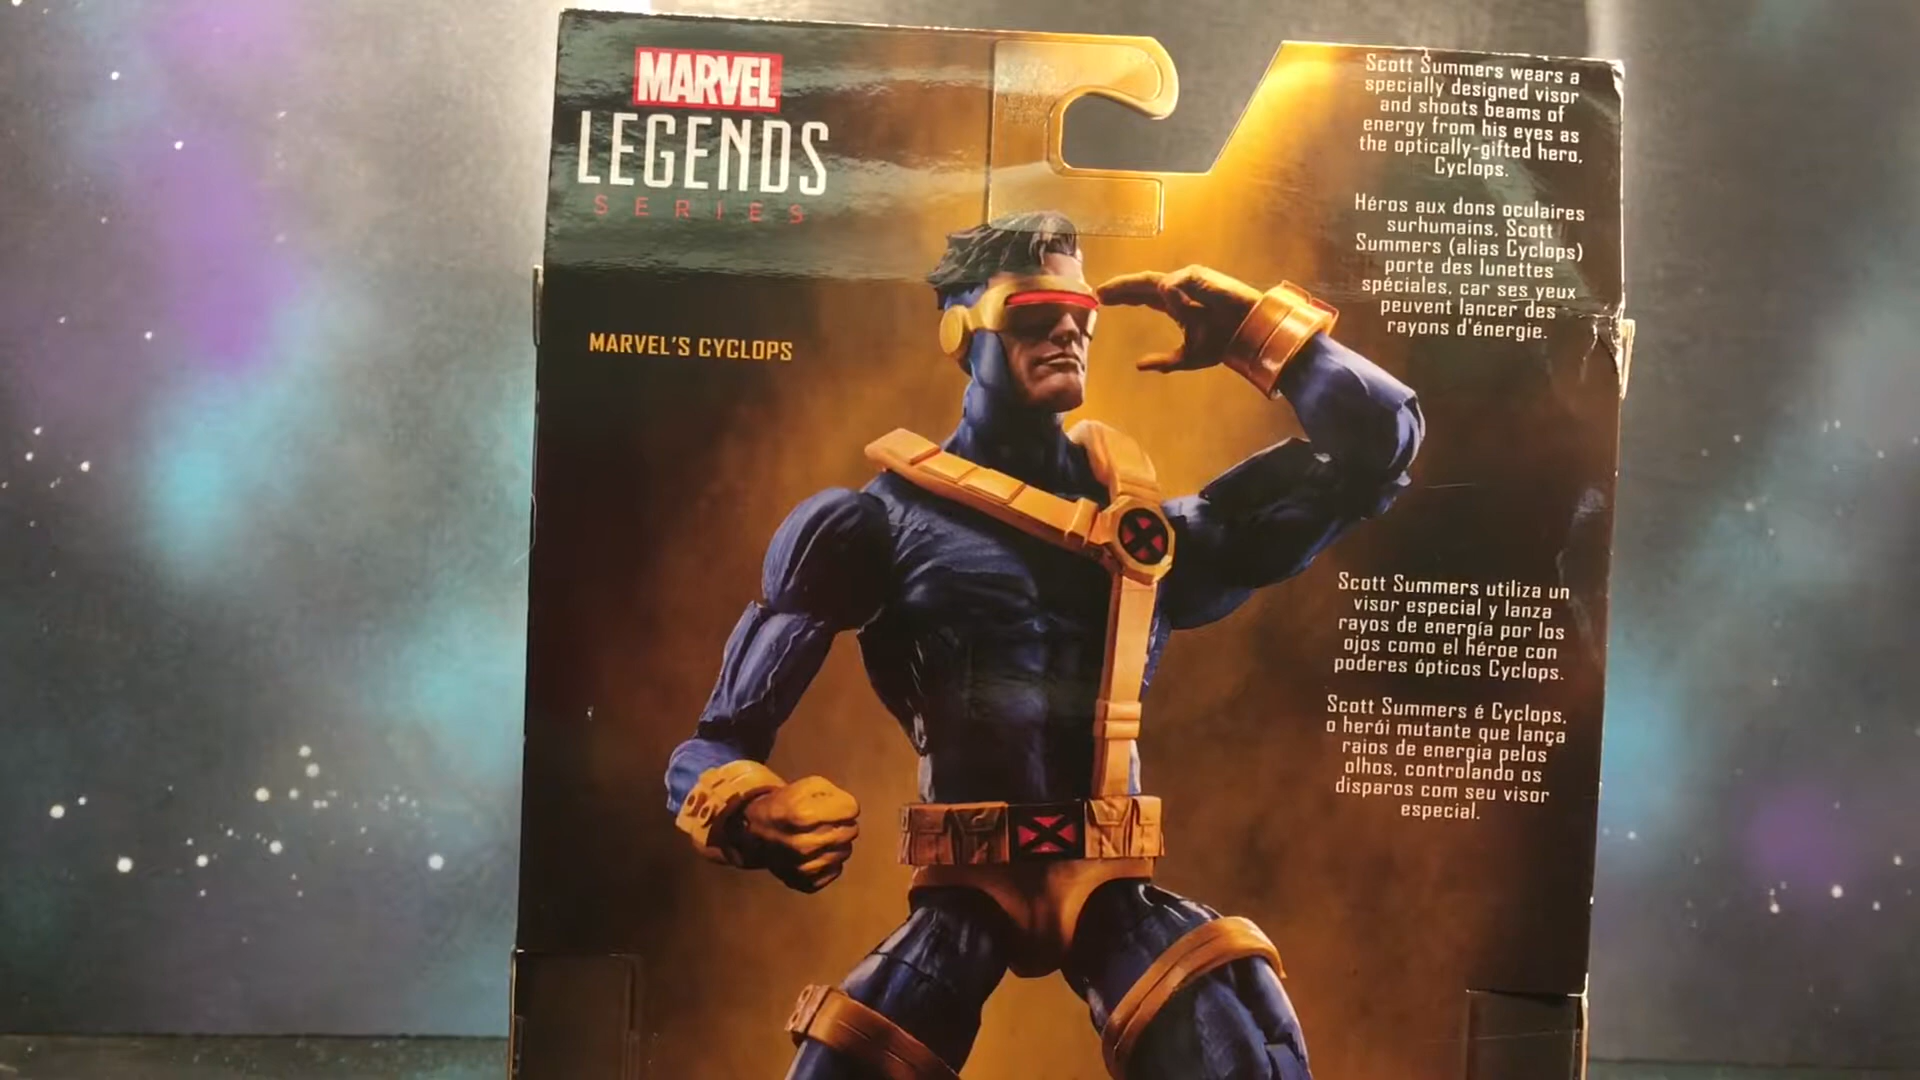 MARVEL
LEGENDS
SERIES
MARVEL'S CYCLOPS
Scott Summers wears a
specially designed visor
and shoots beams of
energy from his eyes as
the optically-gifted hero,
Cyclops.
Héros aux dons oculaires
surhumains, Scott
Summers (alias Cyclops)
porte des lunettes
spéciales, car ses yeux
peuvent lancer des
rayons d'énergie.
Scott Summers utiliza un
visor especial y lanza
rayos de energía por los
ojos como el héroe con
poderes ópticos Cyclops.
Scott Summers é Cyclops,
o herói mutante que lança
raios de energia pelos
olhos, controlando os
disparos com seu visor
especial.